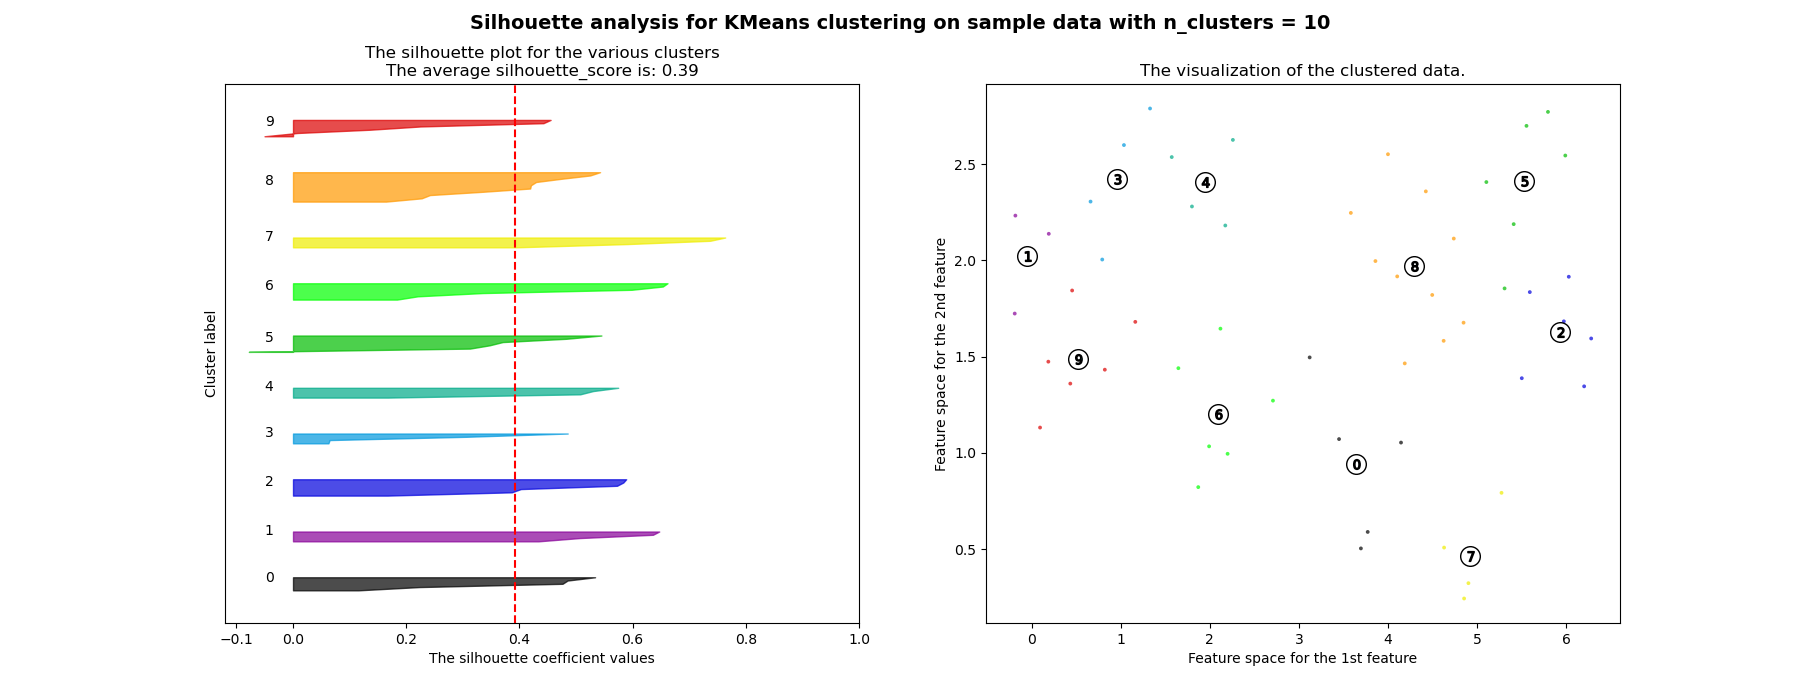 Silhouette analysis for KMeans clustering on sample data with n_clusters = 10
The silhouette plot for the various clusters
The average silhouette_score is: 0.39
9
8
7
6
5
4
3
2
1
0
Cluster label
−0.1 0.0 0.2 0.4 0.6 0.8 1.0
The silhouette coefficient values
The visualization of the clustered data.
2.5
2.0
1.5
1.0
0.5
Feature space for the 2nd feature
3
4
5
1
8
2
9
6
0
7
0 1 2 3 4 5 6
Feature space for the 1st feature